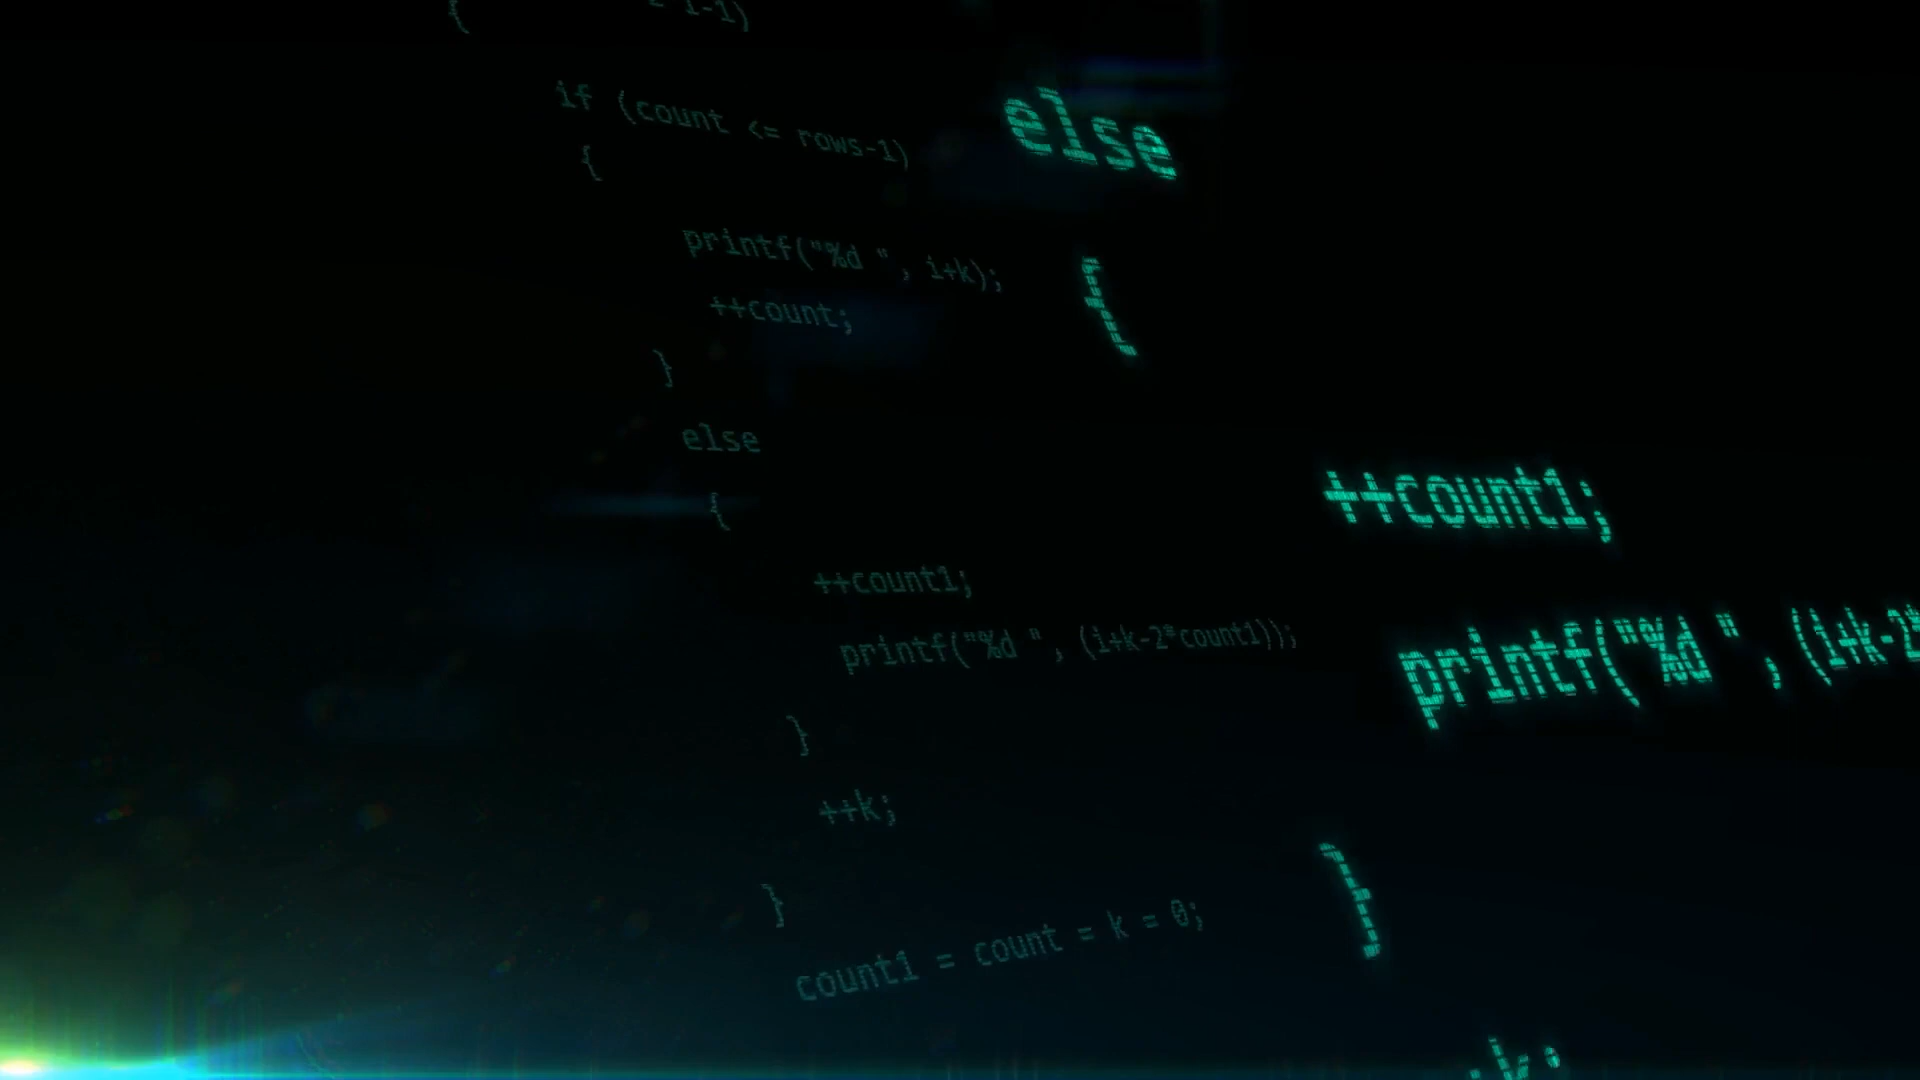 {
if (count <= rows-1)
{
printf("%d ", i+k);
++count;
}
else
{
++count1;
printf("%d ", (i+k-2*count1));
}
++k;
}
count1 = count = k = 0;
else
{
++count1;
printf("%d ", (i+k-2*
}
k;